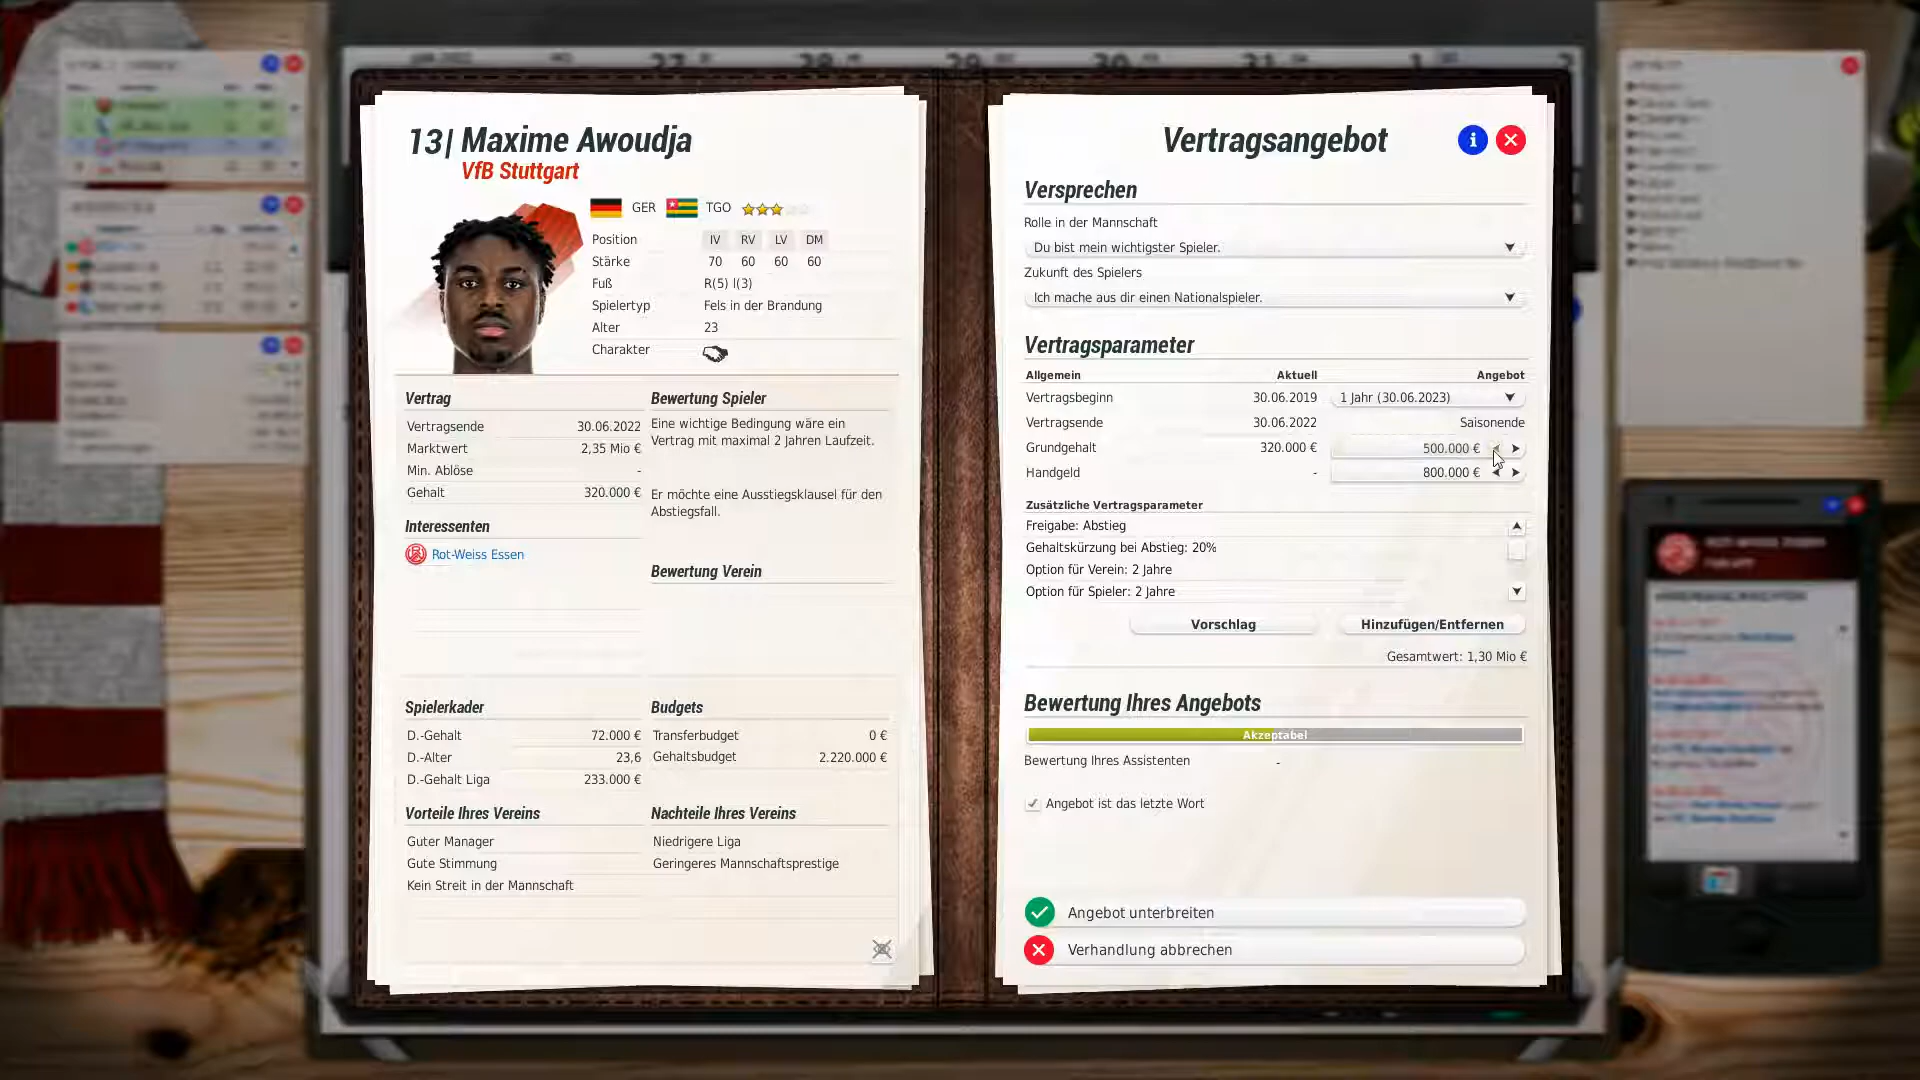 13| Maxime Awoudja
VfB Stuttgart
GER TGO
Position IV RV LV DM
Stärke 70 60 60 60
Fuß R(5) l(3)
Spielertyp Fels in der Brandung
Alter 23
Charakter
Vertrag
Vertragsende 30.06.2022
Marktwert 2,35 Mio €
Min. Ablöse -
Gehalt 320.000 €
Interessenten
Rot-Weiss Essen
Bewertung Spieler
Eine wichtige Bedingung wäre ein
Vertrag mit maximal 2 Jahren Laufzeit.
Er möchte eine Ausstiegsklausel für den
Abstiegsfall.
Bewertung Verein
Spielerkader
D.-Gehalt 72.000 €
D.-Alter 23,6
D.-Gehalt Liga 233.000 €
Budgets
Transferbudget 0 €
Gehaltsbudget 2.220.000 €
Vorteile Ihres Vereins
Guter Manager
Gute Stimmung
Kein Streit in der Mannschaft
Nachteile Ihres Vereins
Niedrigere Liga
Geringeres Mannschaftsprestige
Vertragsangebot
Versprechen
Rolle in der Mannschaft
Du bist mein wichtigster Spieler.
Zukunft des Spielers
Ich mache aus dir einen Nationalspieler.
Vertragsparameter
Allgemein Aktuell Angebot
Vertragsbeginn 30.06.2019 1 Jahr (30.06.2023)
Vertragsende 30.06.2022 Saisonende
Grundgehalt 320.000 € 500.000 €
Handgeld - 800.000 €
Zusätzliche Vertragsparameter
Freigabe: Abstieg
Gehaltskürzung bei Abstieg: 20%
Option für Verein: 2 Jahre
Option für Spieler: 2 Jahre
Vorschlag Hinzufügen/Entfernen
Gesamtwert: 1,30 Mio €
Bewertung Ihres Angebots
Akzeptabel
Bewertung Ihres Assistenten -
Angebot ist das letzte Wort
Angebot unterbreiten
Verhandlung abbrechen